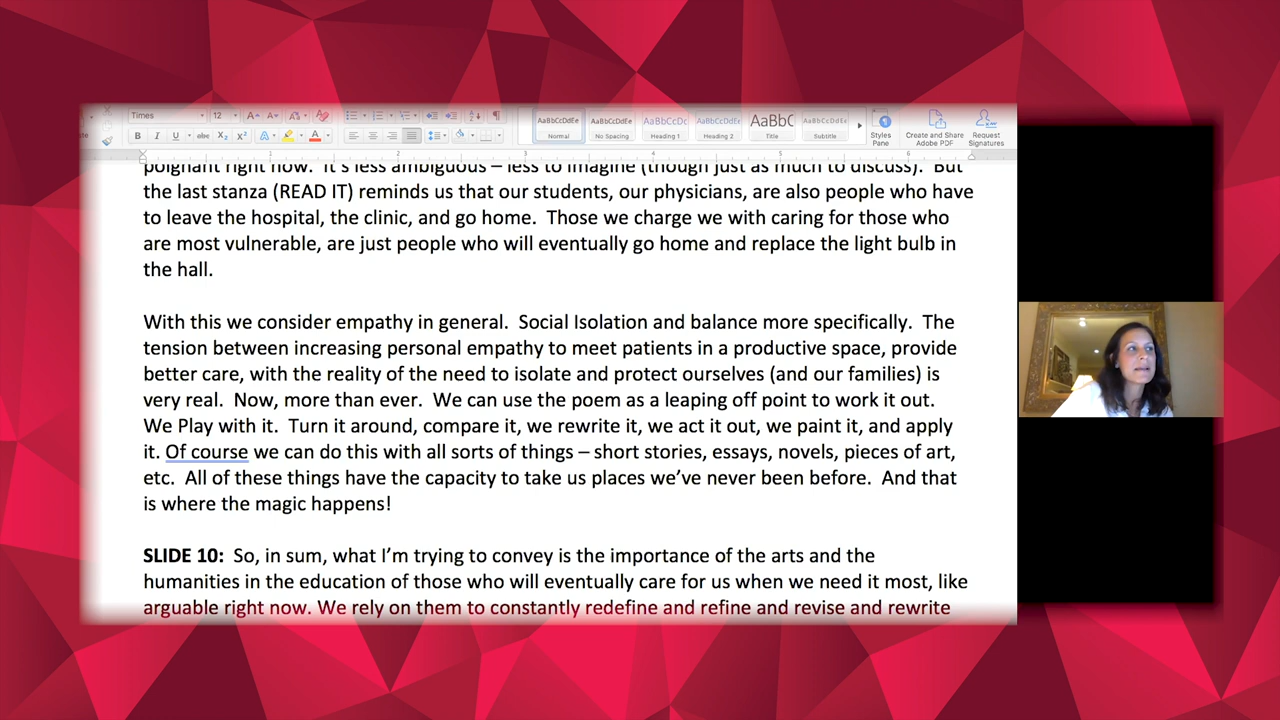 Times
12
AaBbCcDdEe
AaBbCcDdEe
AaBbCcDc
AaBbCcDdEe
AaBbC
AaBbCcDdEe
Normal
No Spacing
Heading 1
Heading 2
Title
Subtitle
Styles
Pane
Create and Share
Adobe PDF
Request
Signatures
1 2 3 4 5 6
poignant right now. It's less ambiguous – less to imagine (though just as much to discuss). But
the last stanza (READ IT) reminds us that our students, our physicians, are also people who have
to leave the hospital, the clinic, and go home. Those we charge we with caring for those who
are most vulnerable, are just people who will eventually go home and replace the light bulb in
the hall.
With this we consider empathy in general. Social Isolation and balance more specifically. The
tension between increasing personal empathy to meet patients in a productive space, provide
better care, with the reality of the need to isolate and protect ourselves (and our families) is
very real. Now, more than ever. We can use the poem as a leaping off point to work it out.
We Play with it. Turn it around, compare it, we rewrite it, we act it out, we paint it, and apply
it. Of course we can do this with all sorts of things – short stories, essays, novels, pieces of art,
etc. All of these things have the capacity to take us places we've never been before. And that
is where the magic happens!
SLIDE 10: So, in sum, what I'm trying to convey is the importance of the arts and the
humanities in the education of those who will eventually care for us when we need it most, like
arguable right now. We rely on them to constantly redefine and refine and revise and rewrite